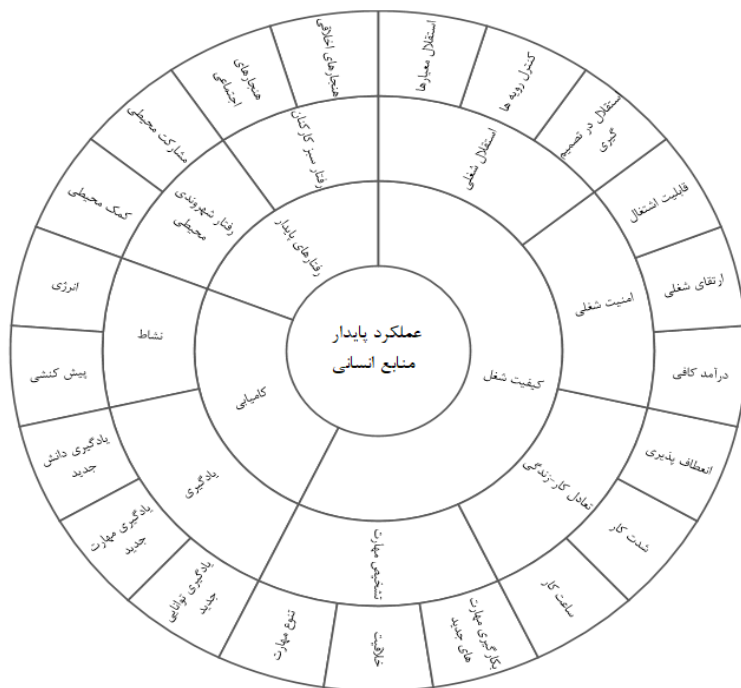 عملکرد پایدار
منابع انسانی
کیفیت شغل
کامیابی
رفتارهای پایدار
استقلال شغلی
امنیت شغلی
تعادل کار-زندگی
تشخیص مهارت
یادگیری
نشاط
رفتار شهروندی
محیطی
رفتار سبز کارکنان
استقلال معیارها
کنترل رویه ها
استقلال در تصمیم
گیری
قابلیت اشتغال
ارتقای شغلی
درآمد کافی
انعطاف پذیری
شدت کار
ساعت کار
بکارگیری مهارت
های جدید
خلاقیت
تنوع مهارت
یادگیری توانایی
جدید
یادگیری مهارت
جدید
یادگیری دانش
جدید
پیش کنشی
انرژی
کمک محیطی
مشارکت محیطی
هنجارهای
اجتماعی
هنجارهای اخلاقی